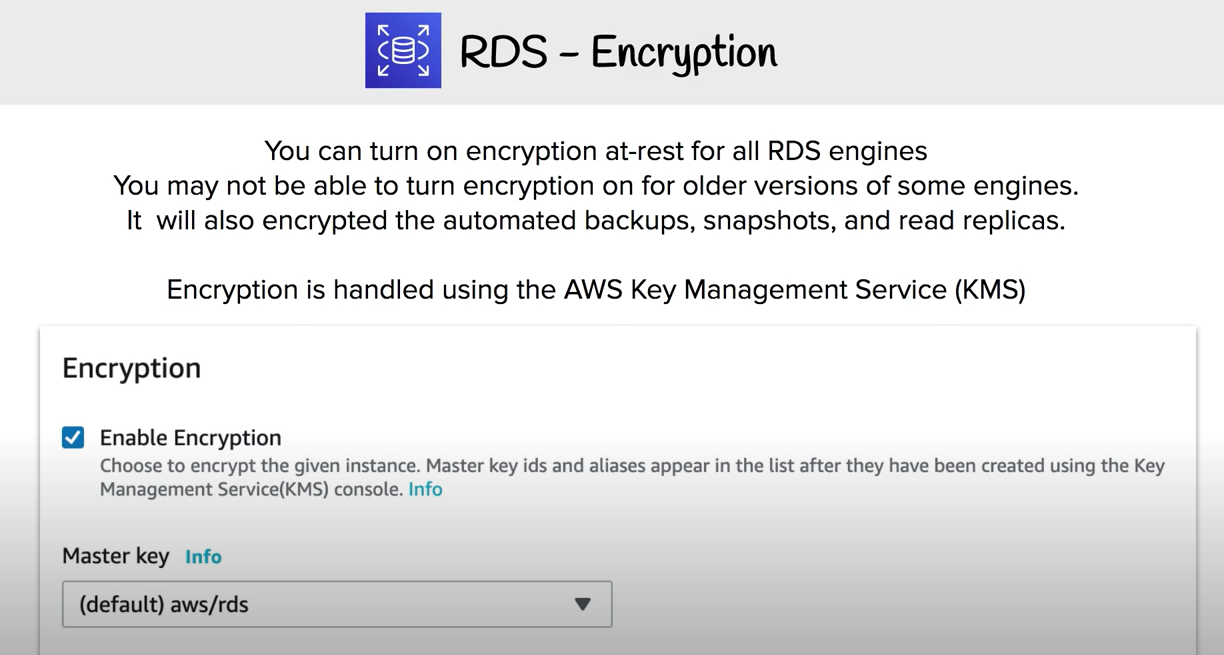 RDS – Encryption
You can turn on encryption at-rest for all RDS engines
You may not be able to turn encryption on for older versions of some engines.
It will also encrypted the automated backups, snapshots, and read replicas.
Encryption is handled using the AWS Key Management Service (KMS)
Encryption
Enable Encryption
Choose to encrypt the given instance. Master key ids and aliases appear in the list after they have been created using the Key
Management Service(KMS) console. Info
Master key Info
(default) aws/rds